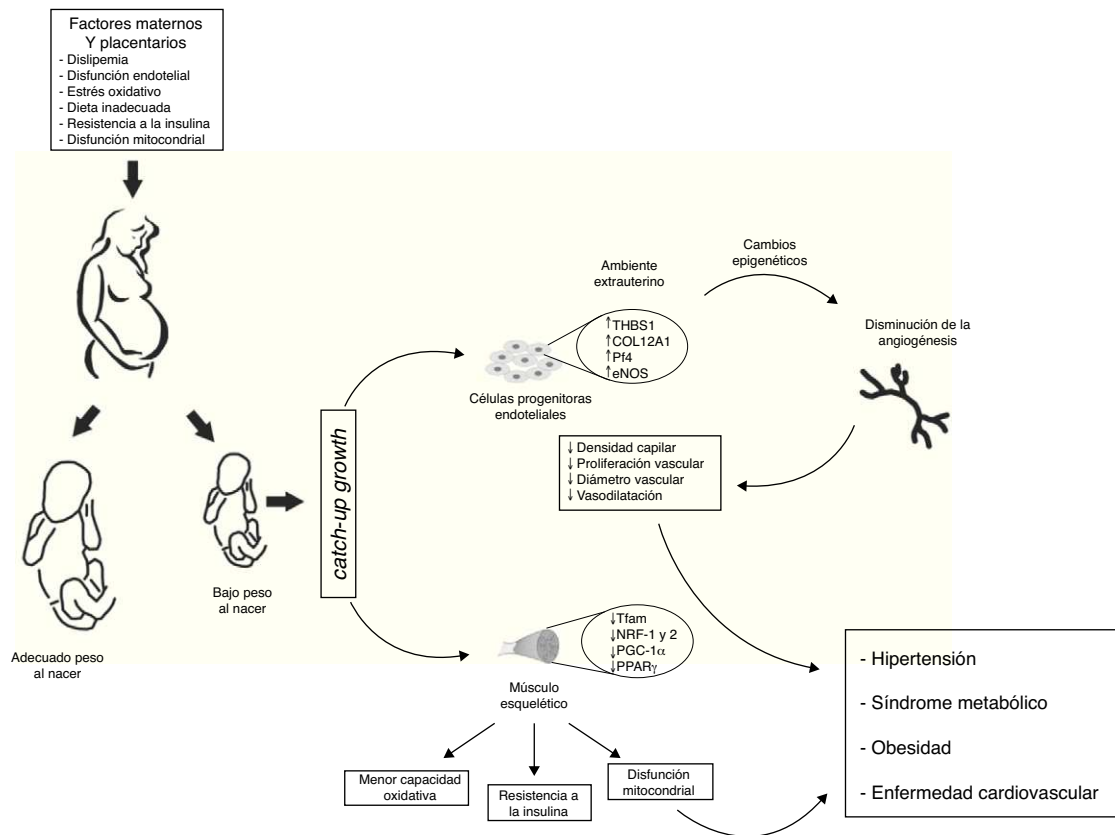 Factores maternos
Y placentarios
- Dislipemia
- Disfunción endotelial
- Estrés oxidativo
- Dieta inadecuada
- Resistencia a la insulina
- Disfunción mitocondrial
Adecuado peso
al nacer
Bajo peso
al nacer
catch-up growth
Células progenitoras
endoteliales
Ambiente
extrauterino
↑THBS1
↑COL12A1
↑Pf4
↑eNOS
Cambios
epigenéticos
Disminución de la
angiogénesis
↓ Densidad capilar
↓ Proliferación vascular
↓ Diámetro vascular
↓ Vasodilatación
Músculo
esquelético
↓Tfam
↓NRF-1 y 2
↓PGC-1α
↓PPARγ
Menor capacidad
oxidativa
Resistencia a
la insulina
Disfunción
mitocondrial
- Hipertensión
- Síndrome metabólico
- Obesidad
- Enfermedad cardiovascular